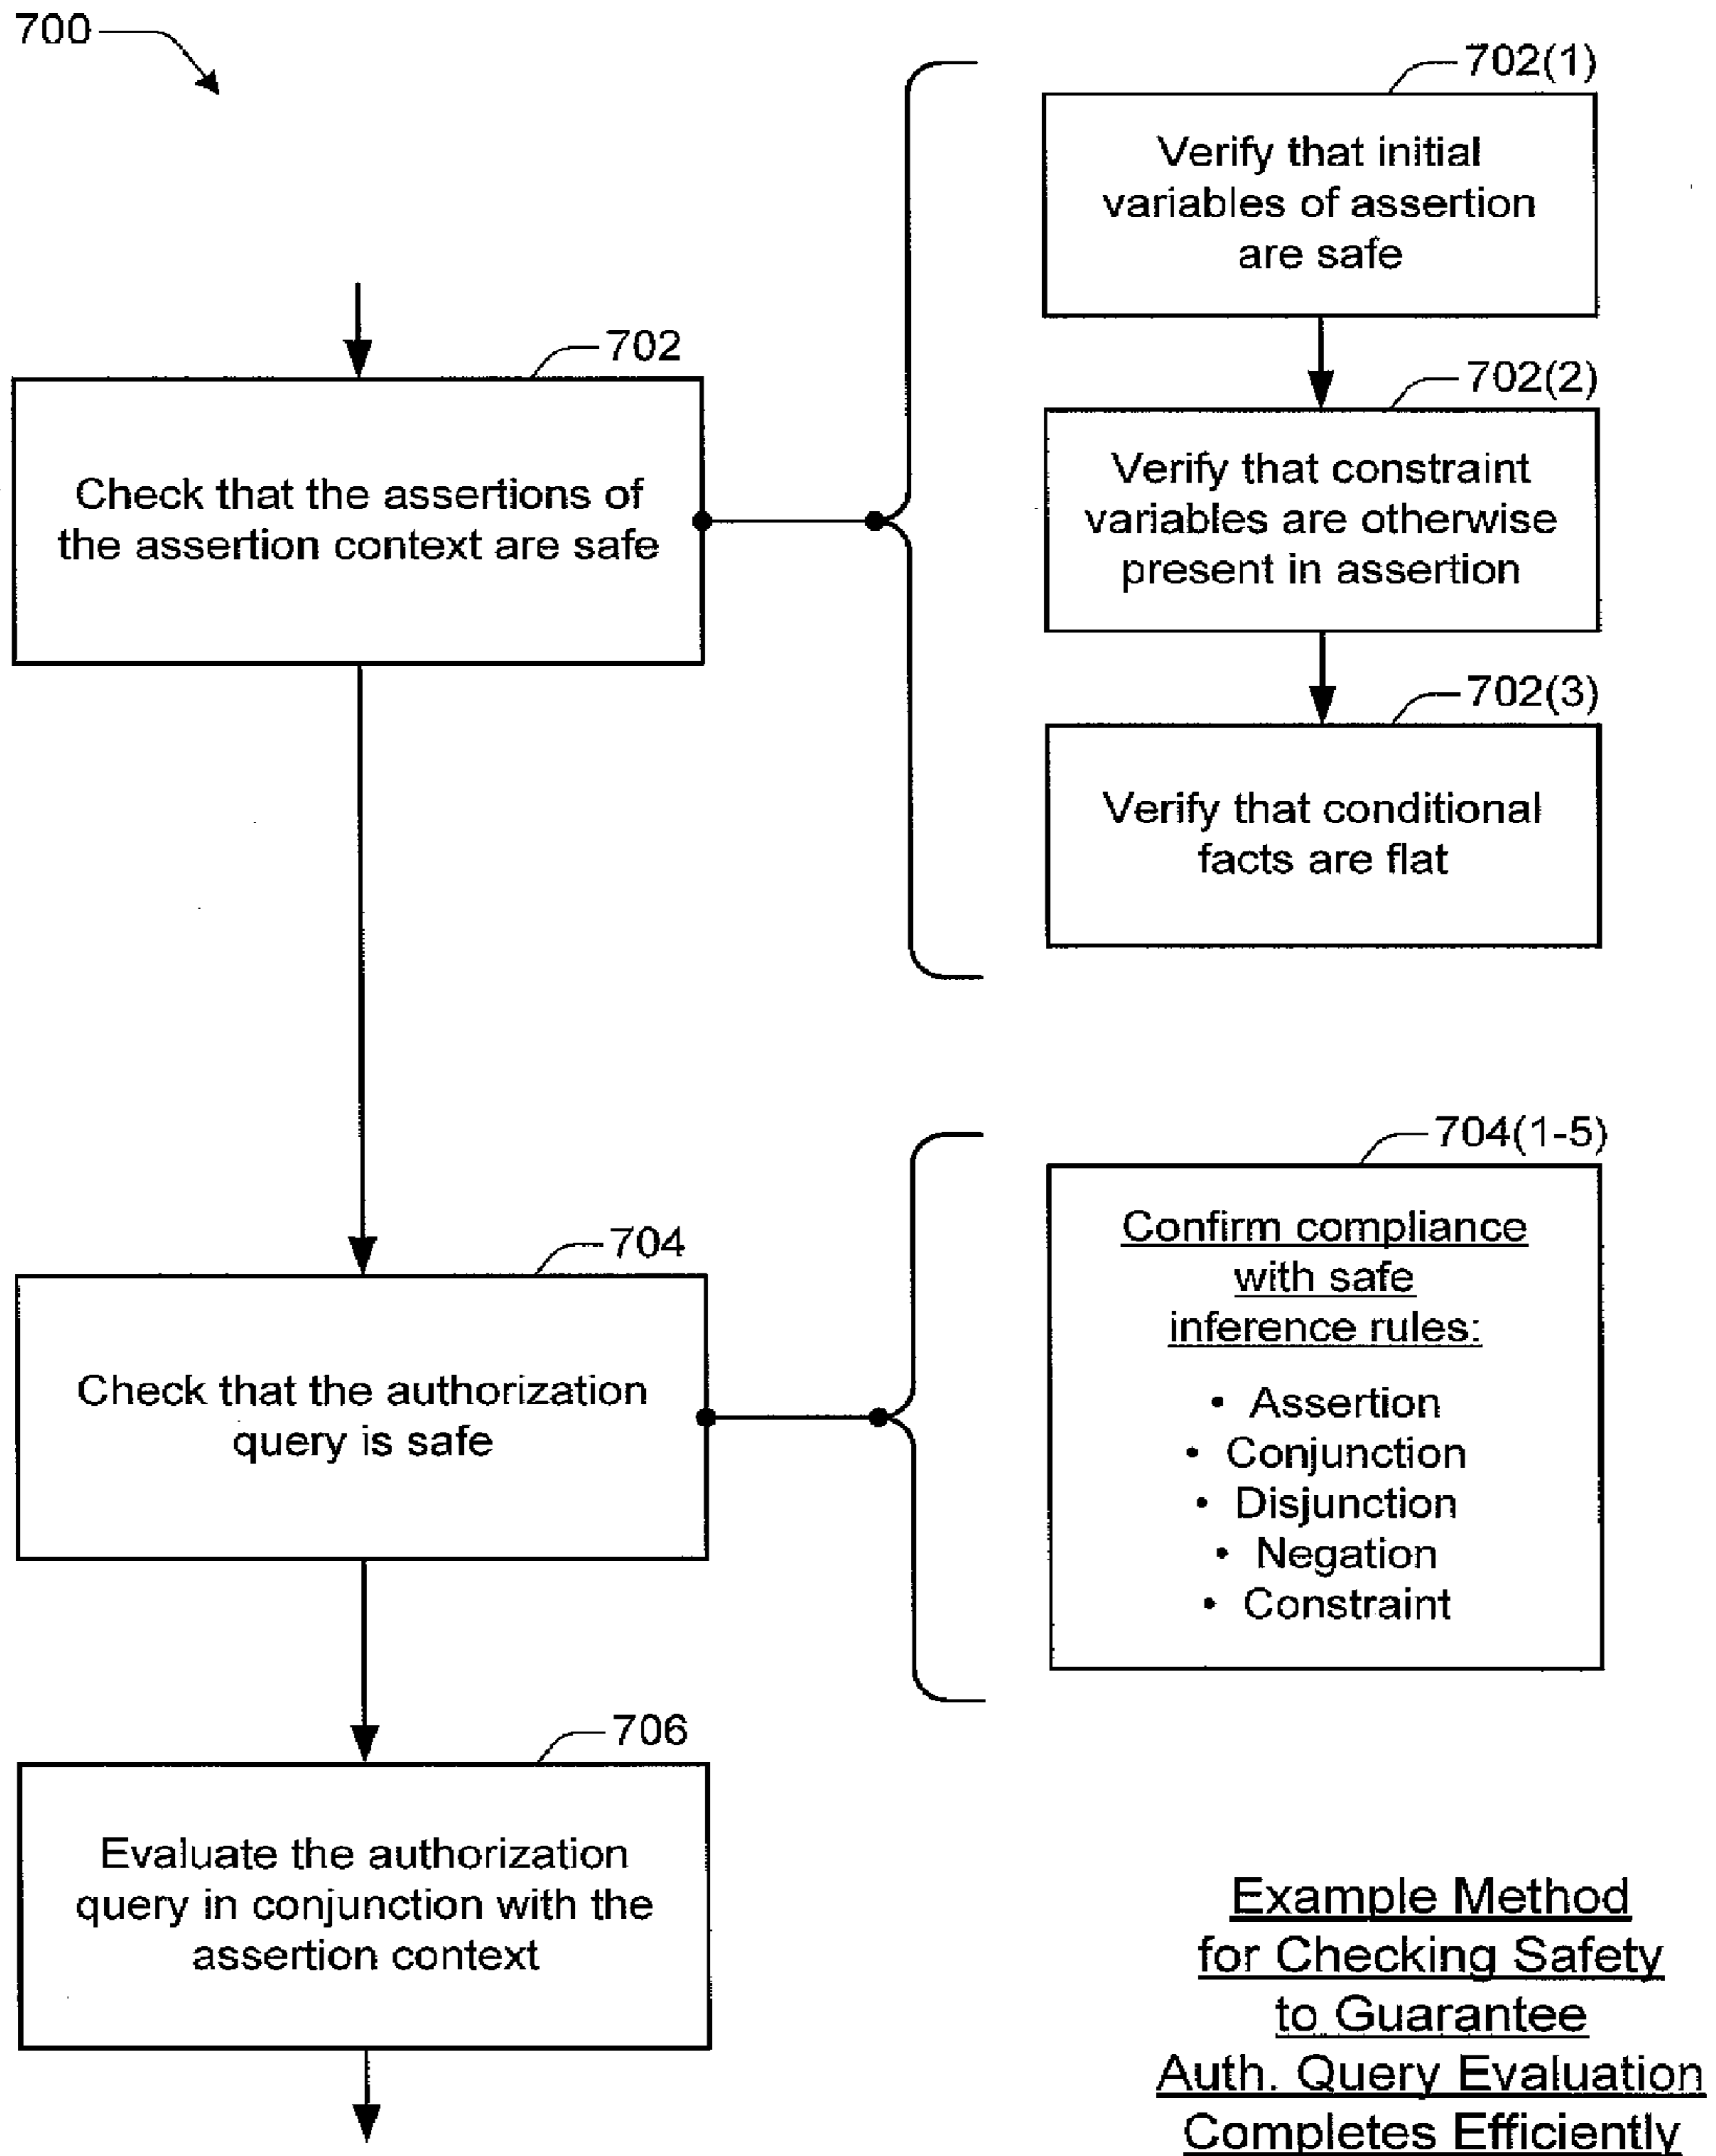 700
702(1)
Verify that initial
variables of assertion
are safe
702
Check that the assertions of
the assertion context are safe
702(2)
Verify that constraint
variables are otherwise
present in assertion
702(3)
Verify that conditional
facts are flat
704
Check that the authorization
query is safe
704(1-5)
Confirm compliance
with safe
inference rules:
• Assertion
• Conjunction
• Disjunction
• Negation
• Constraint
706
Evaluate the authorization
query in conjunction with the
assertion context
Example Method
for Checking Safety
to Guarantee
Auth. Query Evaluation
Completes Efficiently